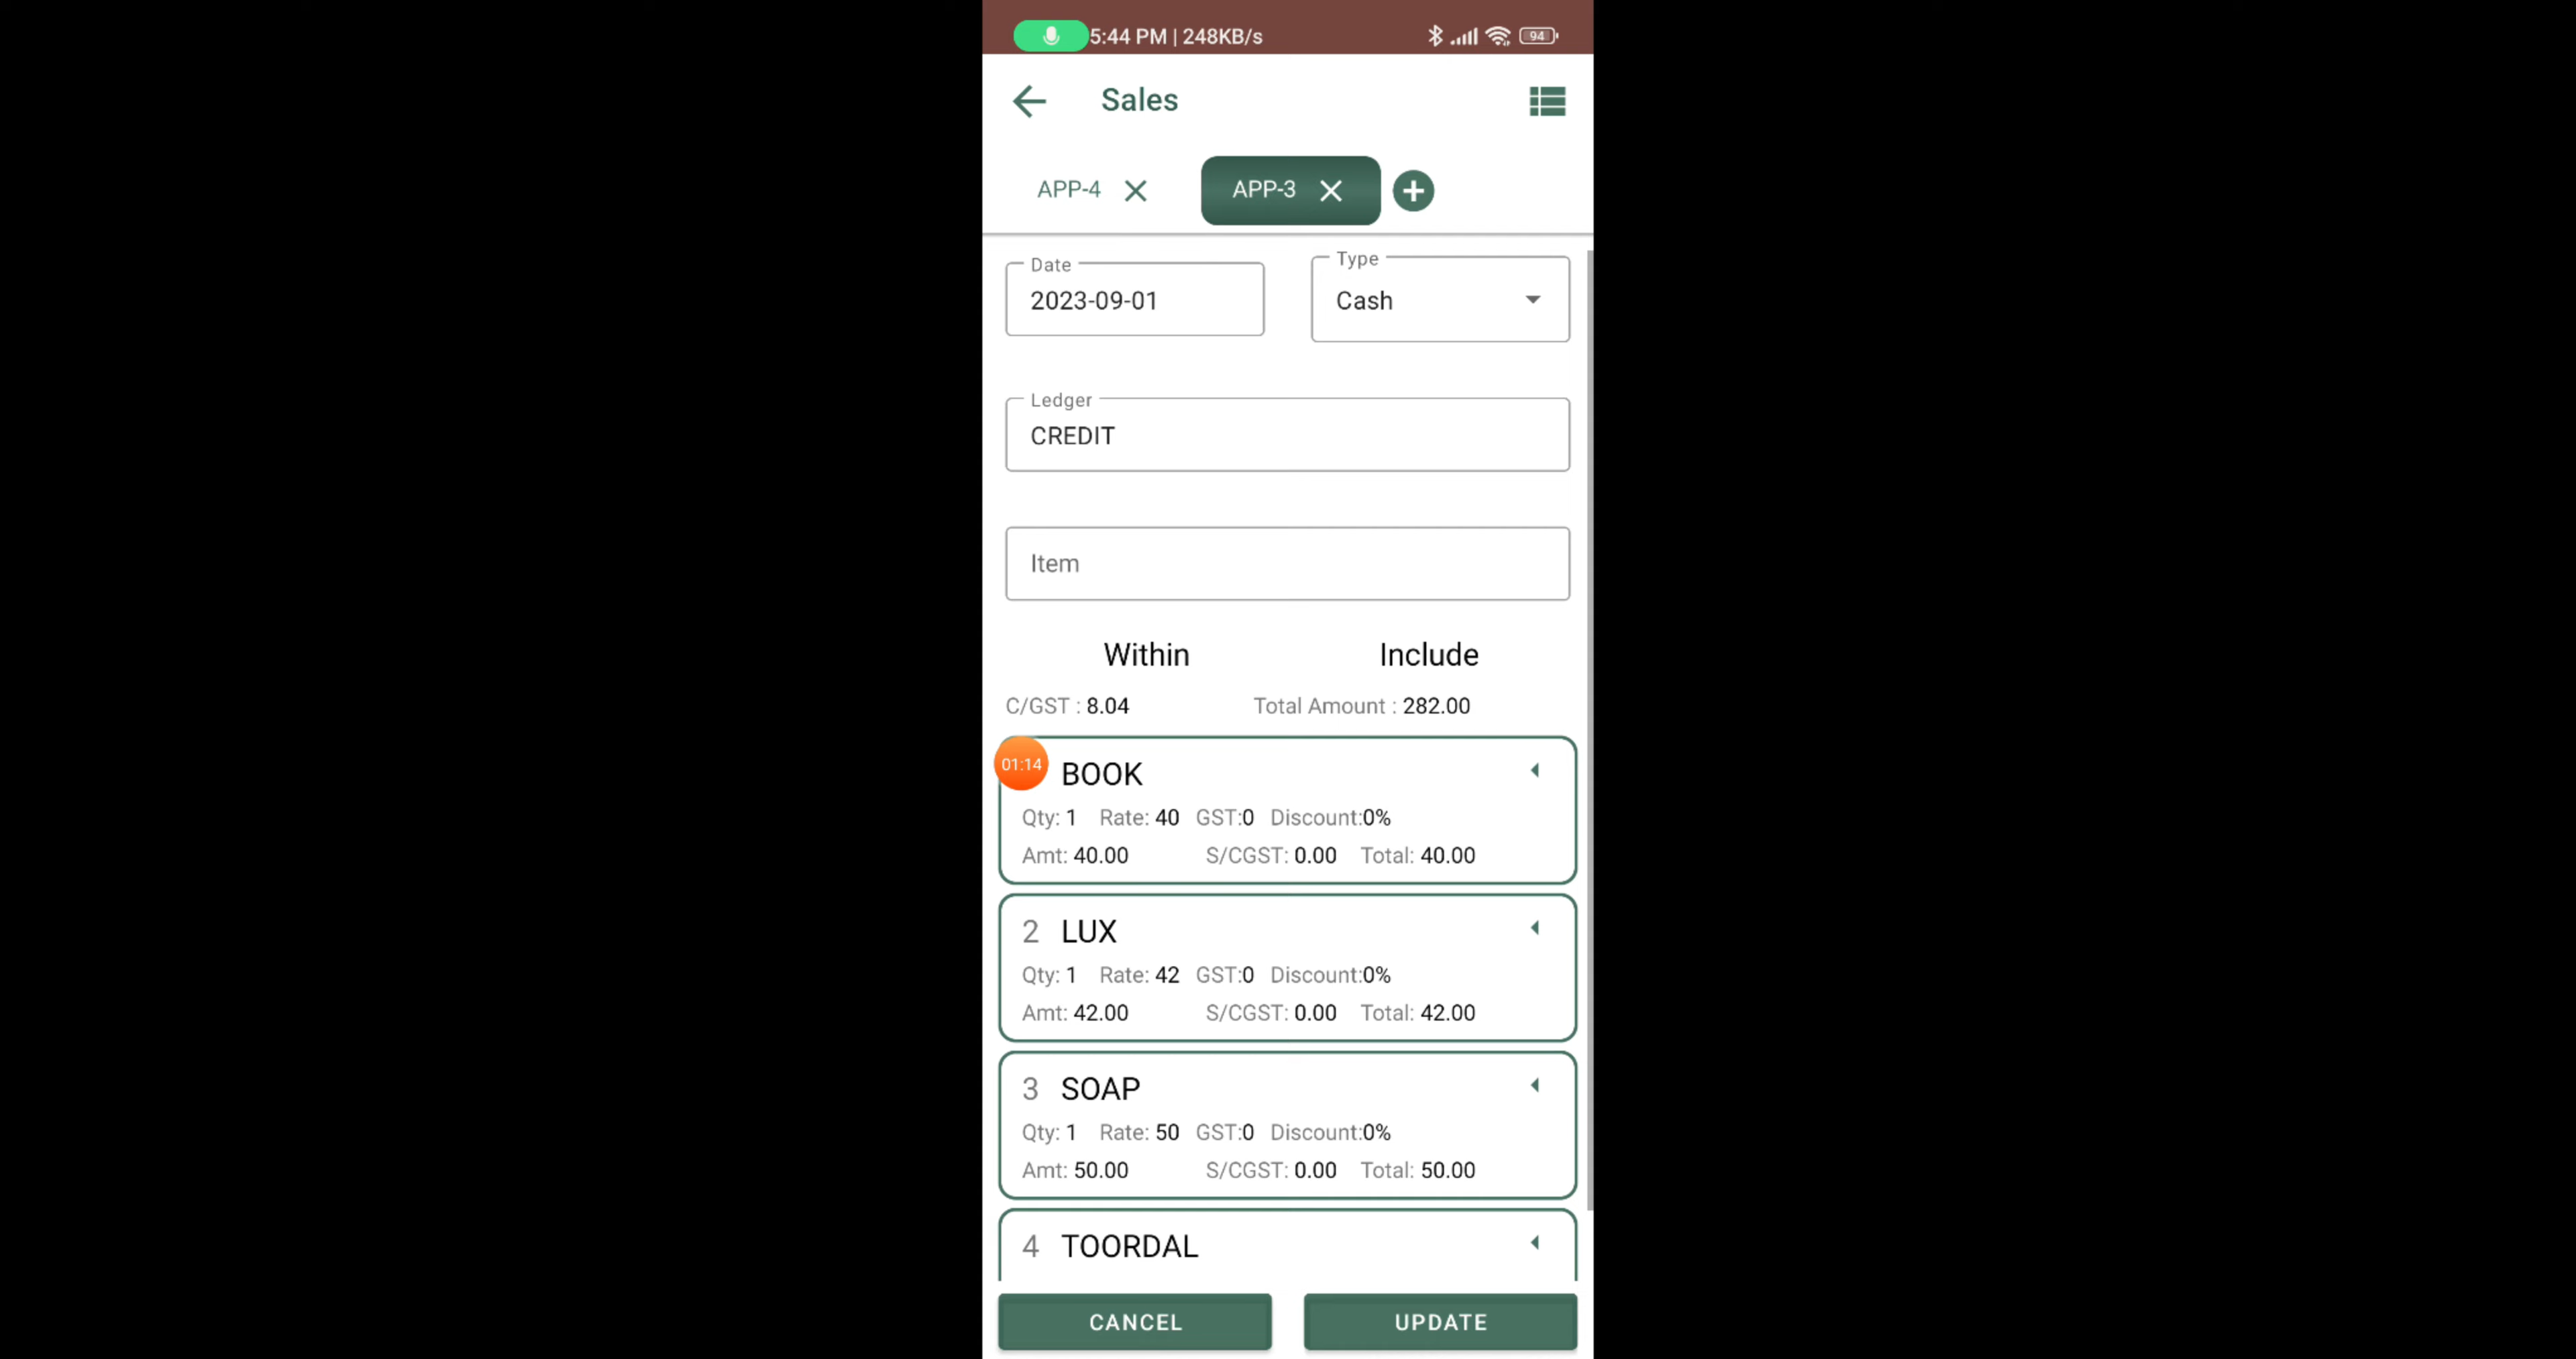 5:44 PM | 248KB/s 94
Sales
APP-4 APP-3
Date Type
2023-09-01 Cash
Ledger
CREDIT
Item
Within Include
C/GST : 8.04 Total Amount : 282.00
01:14 BOOK
Qty: 1 Rate: 40 GST:0 Discount:0%
Amt: 40.00 S/CGST: 0.00 Total: 40.00
2 LUX
Qty: 1 Rate: 42 GST:0 Discount:0%
Amt: 42.00 S/CGST: 0.00 Total: 42.00
3 SOAP
Qty: 1 Rate: 50 GST:0 Discount:0%
Amt: 50.00 S/CGST: 0.00 Total: 50.00
4 TOORDAL
CANCEL UPDATE